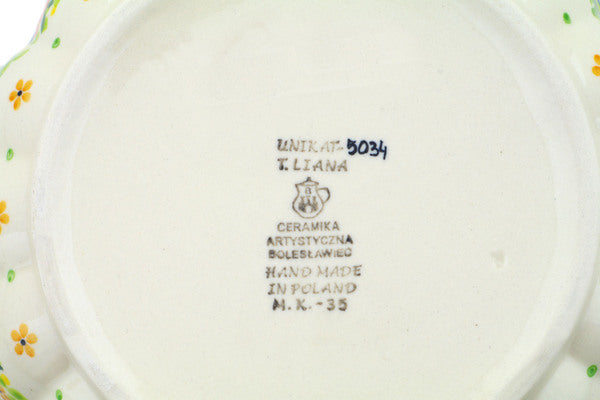 UNIKAT-5034
T. LIANA
CERAMIKA
ARTYSTYCZNA
BOLESŁAWIEC
HAND MADE
IN POLAND
M.K.-35